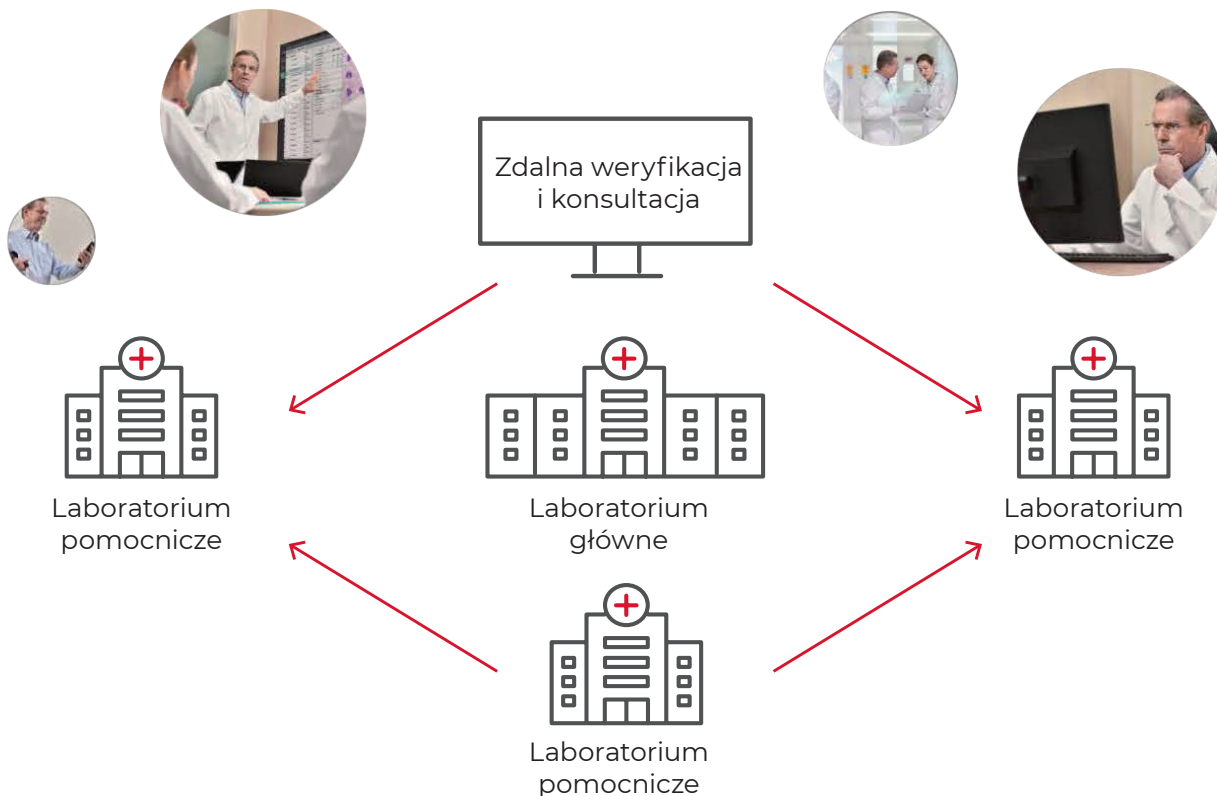 Zdalna weryfikacja
i konsultacja
Laboratorium
pomocnicze
Laboratorium
główne
Laboratorium
pomocnicze
Laboratorium
pomocnicze